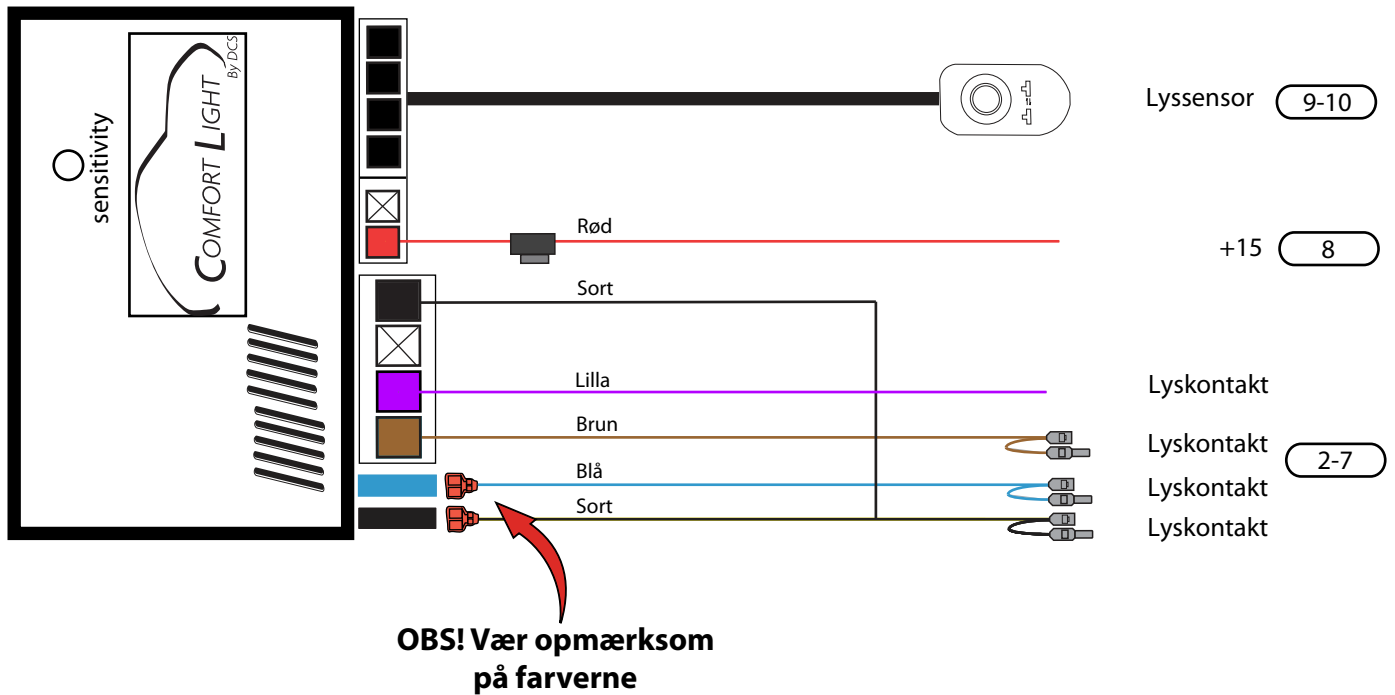 sensitivity
COMFORT LIGHT
By DCS
Lyssensor 9-10
Rød
+15 8
Sort
Lilla
Lyskontakt
Brun
Lyskontakt
2-7
Blå
Lyskontakt
Sort
Lyskontakt
OBS! Vær opmærksom
på farverne